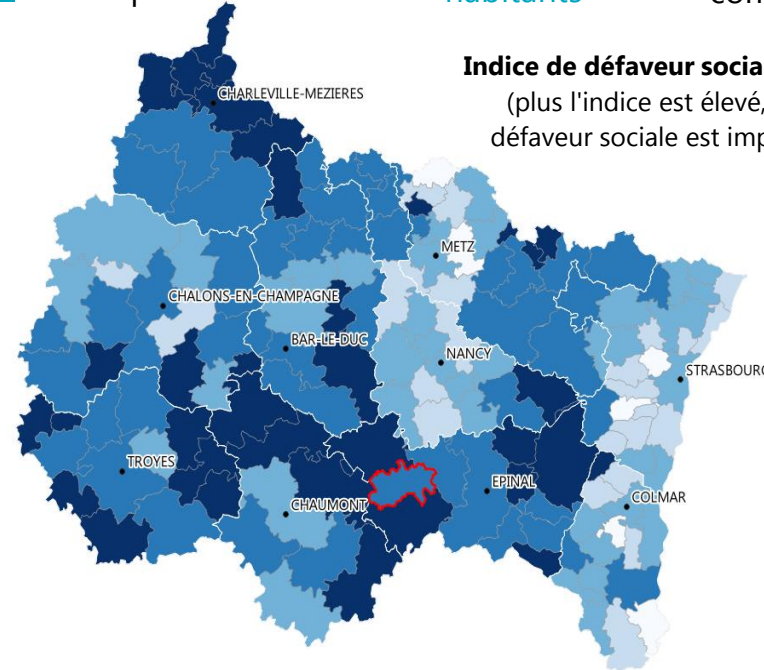 habitants
Indice de défaveur socia
(plus l'indice est élevé,
défaveur sociale est imp
CHARLEVILLE-MEZIERES
METZ
CHALONS-EN-CHAMPAGNE
BAR-LE-DUC
NANCY
STRASBOURG
TROYES
EPINAL
CHAUMONT
COLMAR